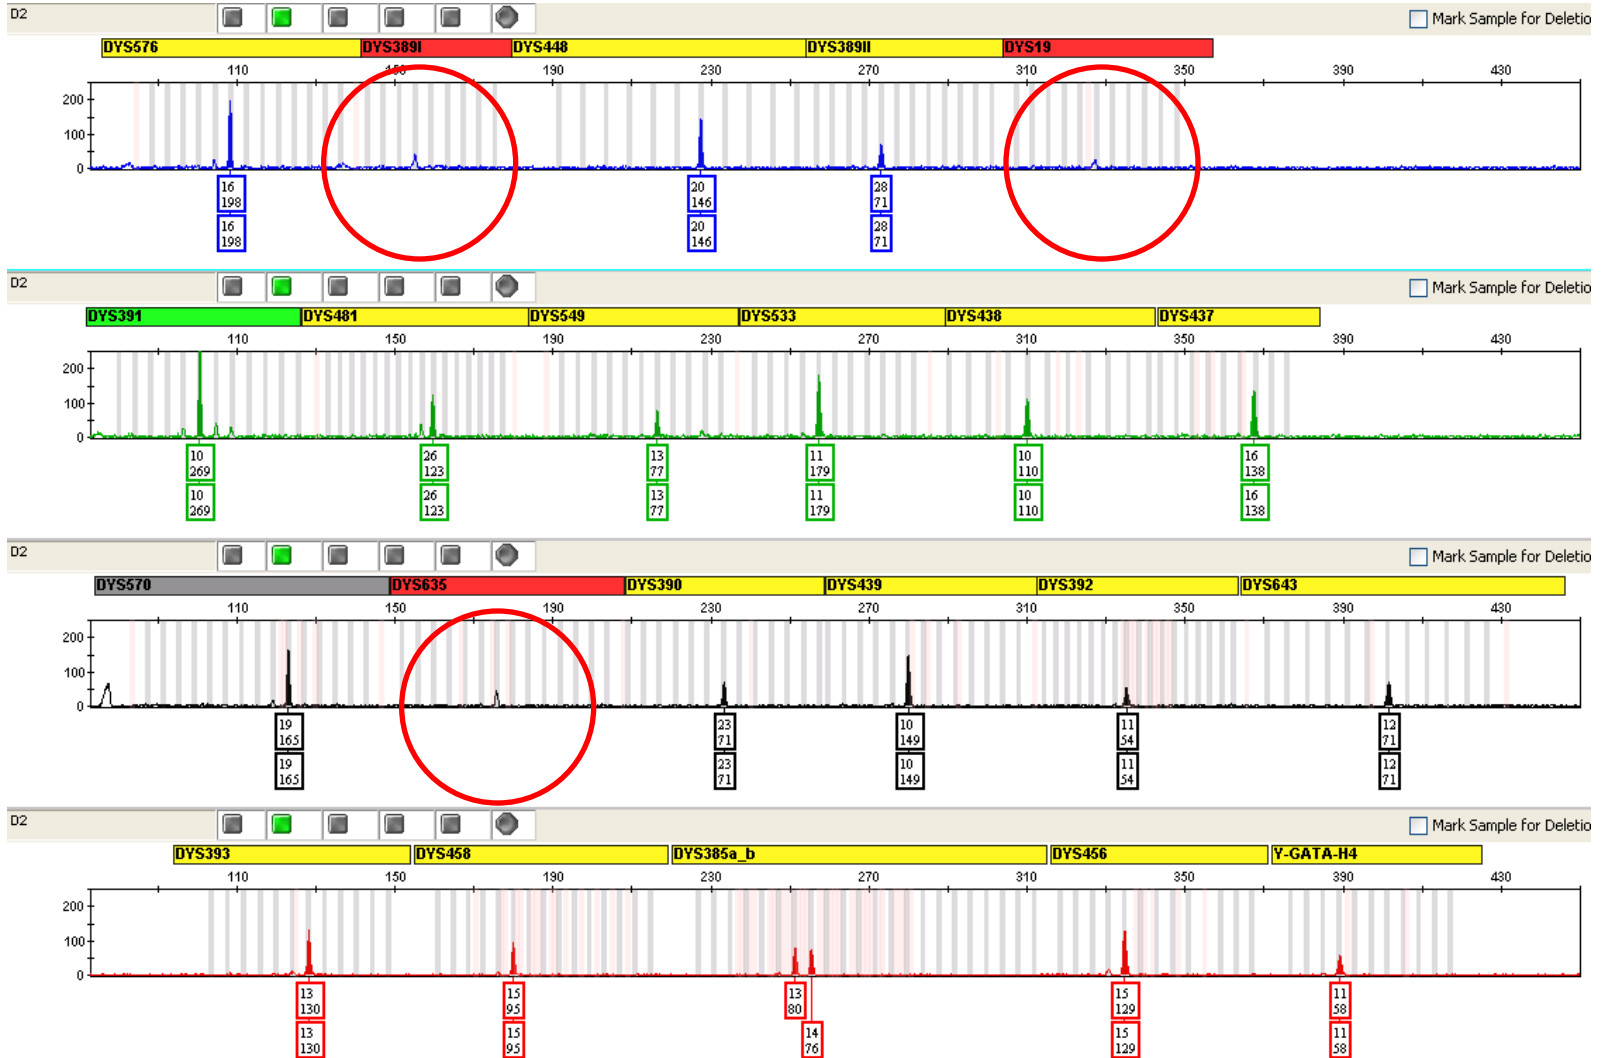 D2 Mark Sample for Deletio
DYS576 DYS389I DYS448 DYS389II DYS19
110 150 190 230 270 310 350 390 430
200
100
0
16 20 28
198 146 71
16 20 28
198 146 71
D2 Mark Sample for Deletio
DYS391 DYS481 DYS549 DYS533 DYS438 DYS437
110 150 190 230 270 310 350 390 430
200
100
0
10 26 13 11 10 16
269 123 77 179 110 138
10 26 13 11 10 16
269 123 77 179 110 138
D2 Mark Sample for Deletio
DYS570 DYS635 DYS390 DYS439 DYS392 DYS643
110 150 190 230 270 310 350 390 430
200
100
0
19 23 10 11 12
165 71 149 54 71
19 23 10 11 12
165 71 149 54 71
D2 Mark Sample for Deletio
DYS393 DYS458 DYS385a_b DYS456 Y-GATA-H4
110 150 190 230 270 310 350 390 430
200
100
0
13 15 13 15 11
130 95 80 129 58
13 15 14 15 11
130 95 76 129 58